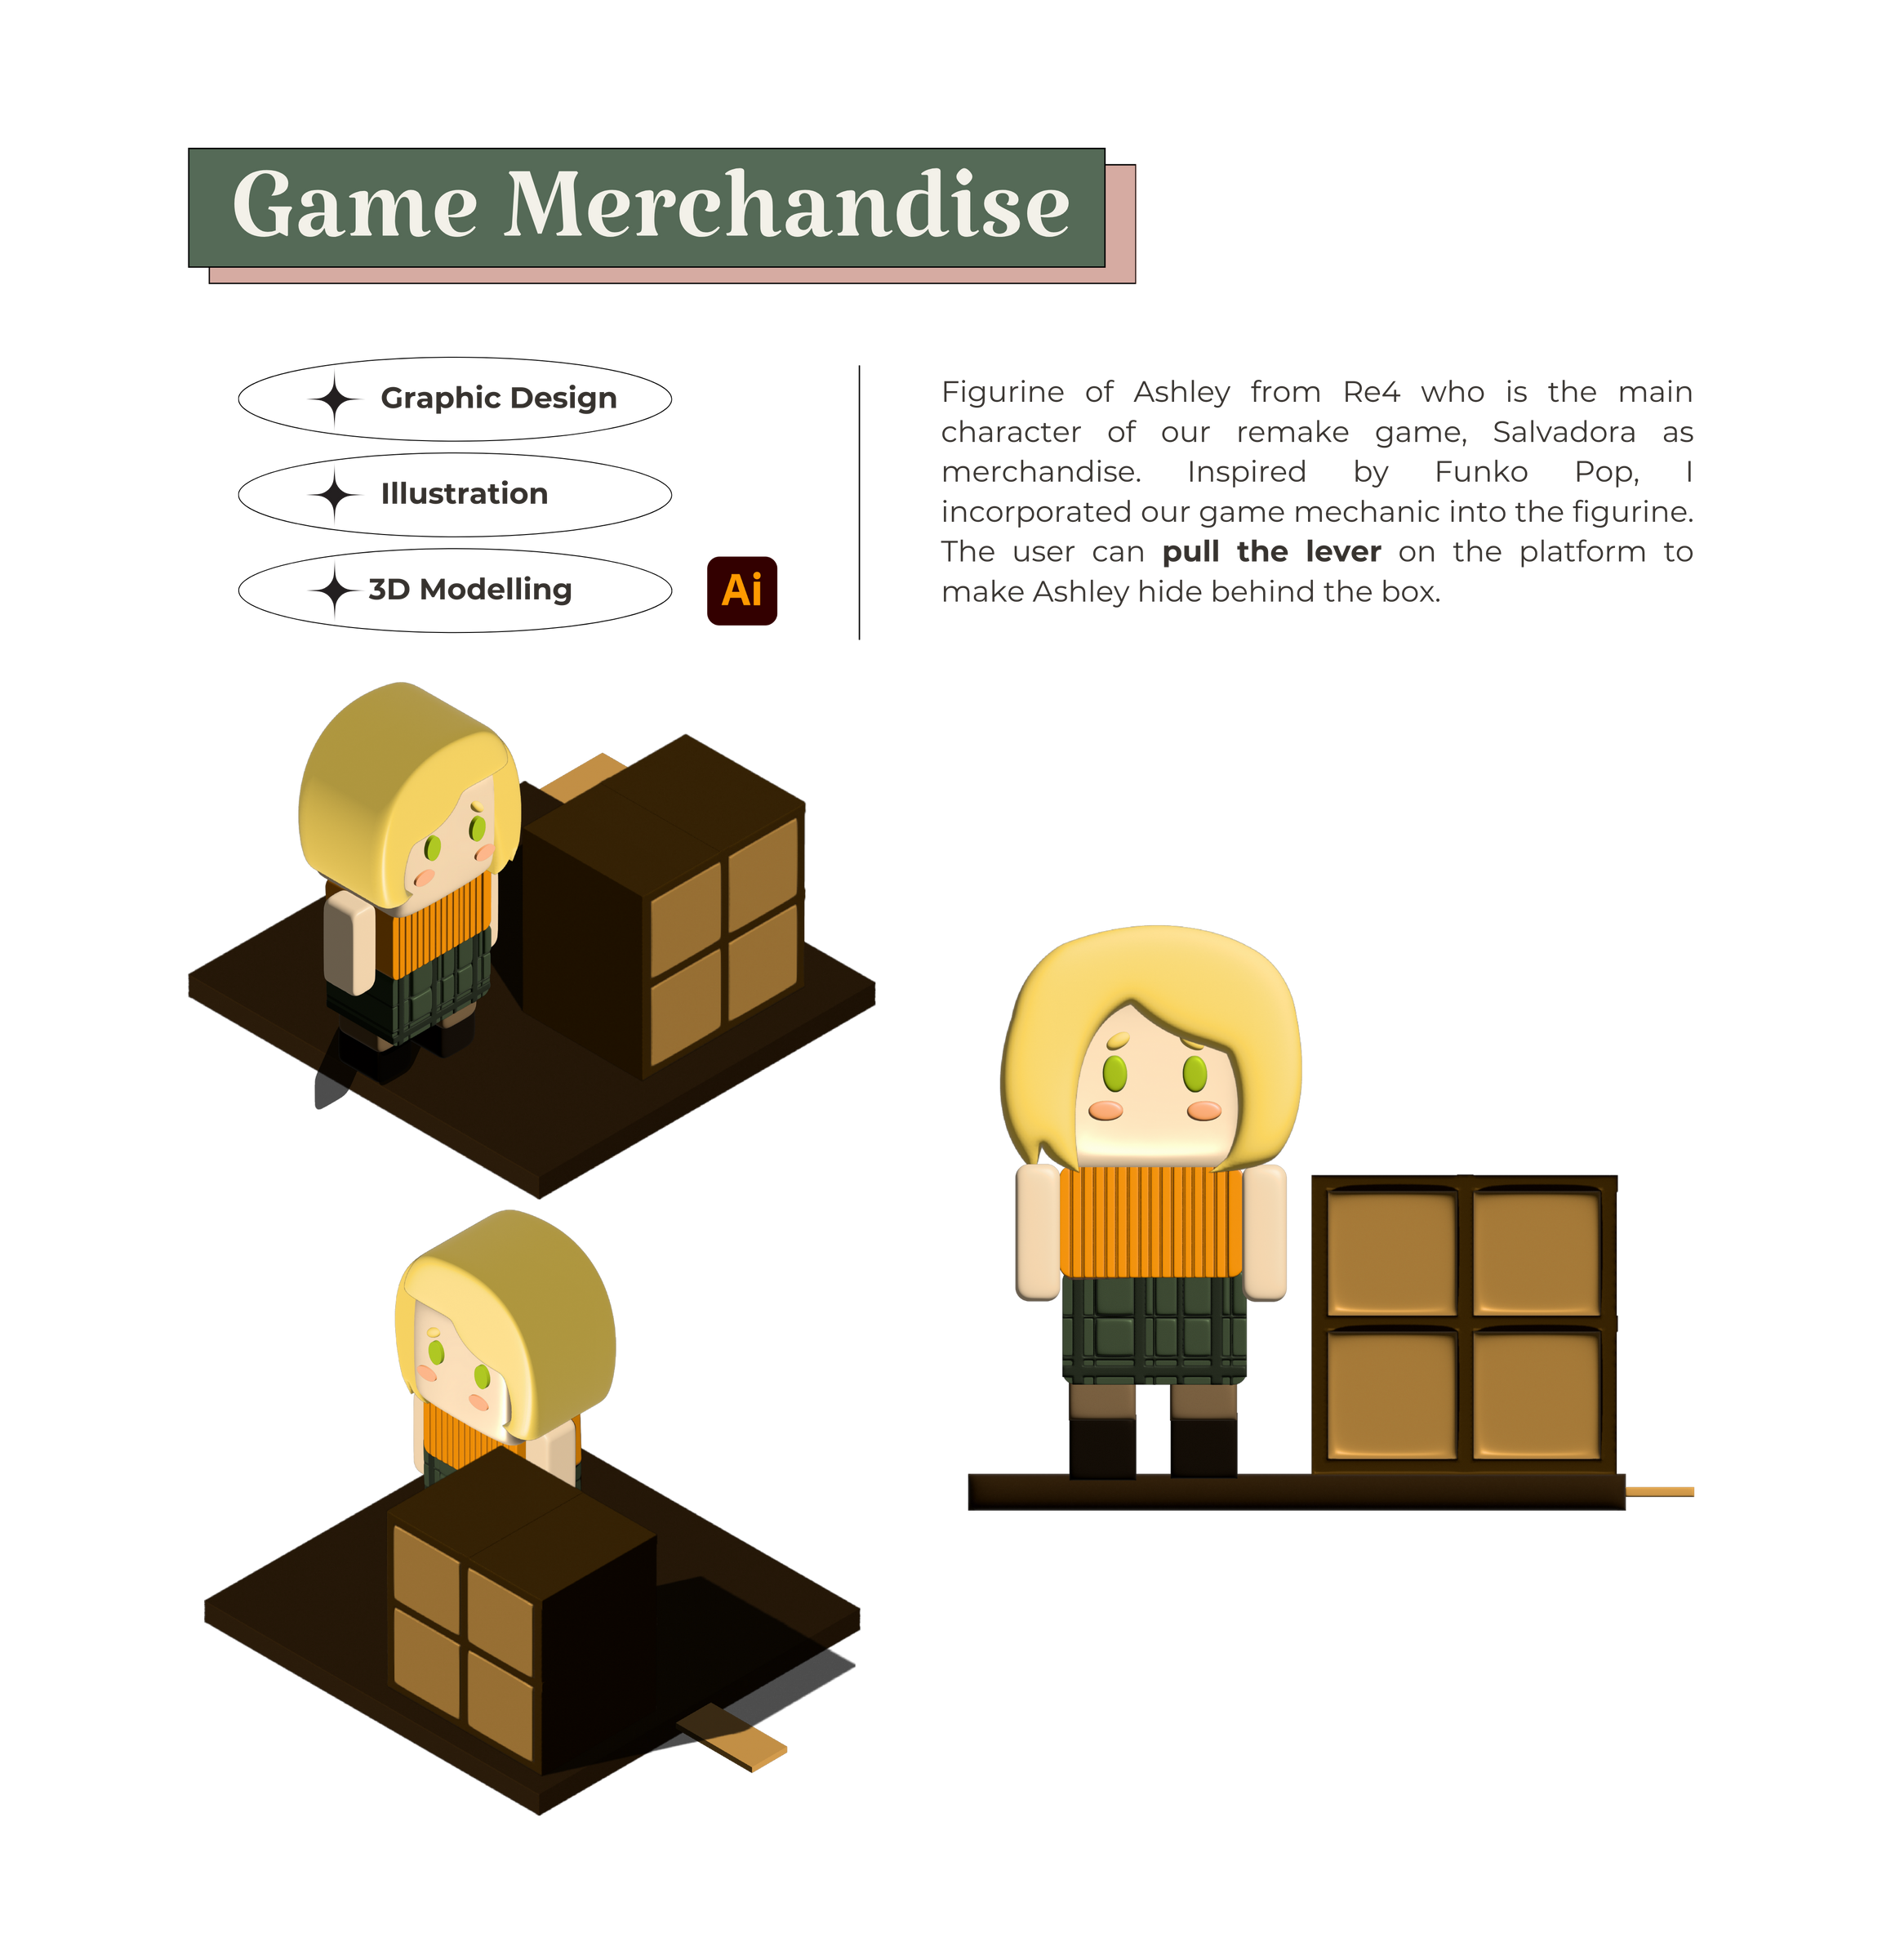 Game Merchandise
Graphic Design
Illustration
3D Modelling
Ai
Figurine of Ashley from Re4 who is the main
character of our remake game, Salvadora as
merchandise. Inspired by Funko Pop, I
incorporated our game mechanic into the figurine.
The user can pull the lever on the platform to
make Ashley hide behind the box.